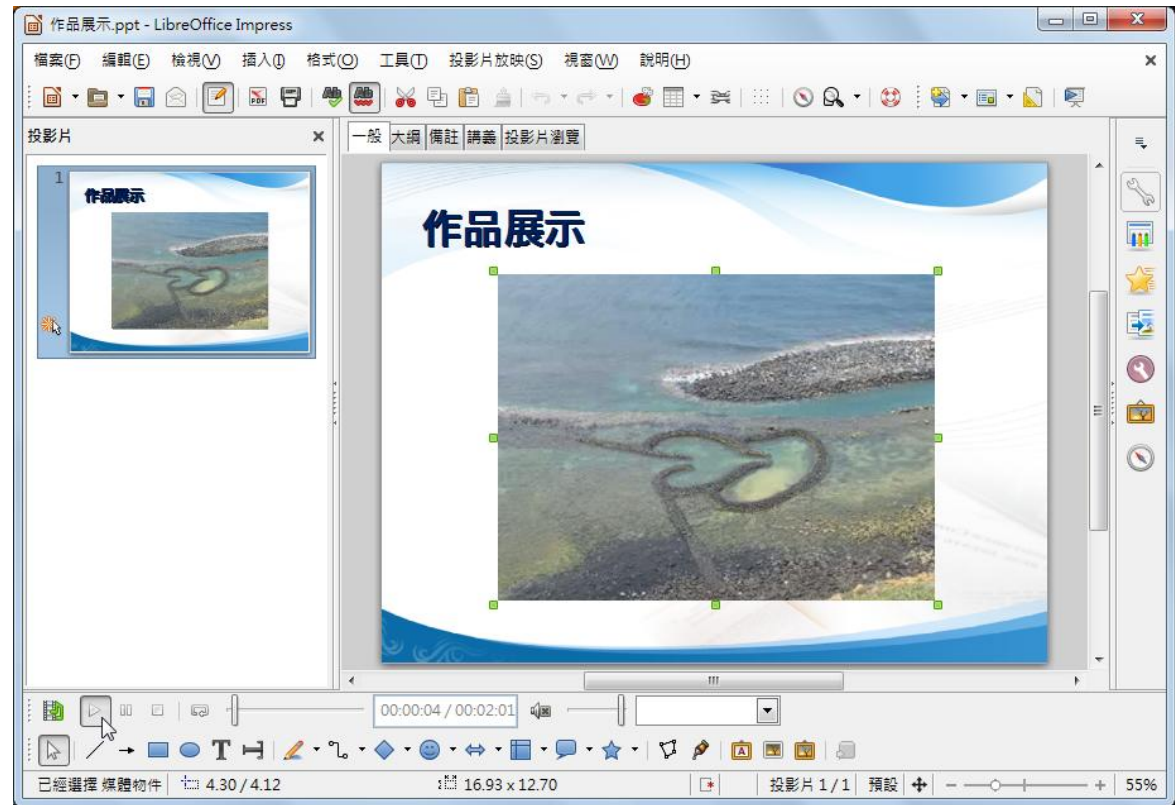 作品展示.ppt - LibreOffice Impress
檔案(F) 編輯(E) 檢視(V) 插入(I) 格式(O) 工具(T) 投影片放映(S) 視窗(W) 說明(H)
投影片
一般 大綱 備註 講義 投影片瀏覽
1
作品展示
作品展示
00:00:04 / 00:02:01
已經選擇 媒體物件 4.30 / 4.12 16.93 x 12.70 投影片 1 / 1 預設 55%